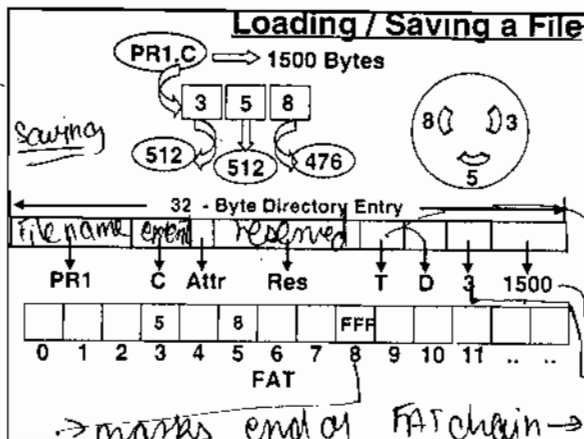 Loading / Saving a File
PR1.C 1500 Bytes
3 5 8
Saving
8 3
5
512 512 476
32 - Byte Directory Entry
File name extent reserved
PR1 C Attr Res T D 3 1500
5 8 FFF
0 1 2 3 4 5 6 7 8 9 10 11 .. ..
FAT
→ marks end of FAT chain →